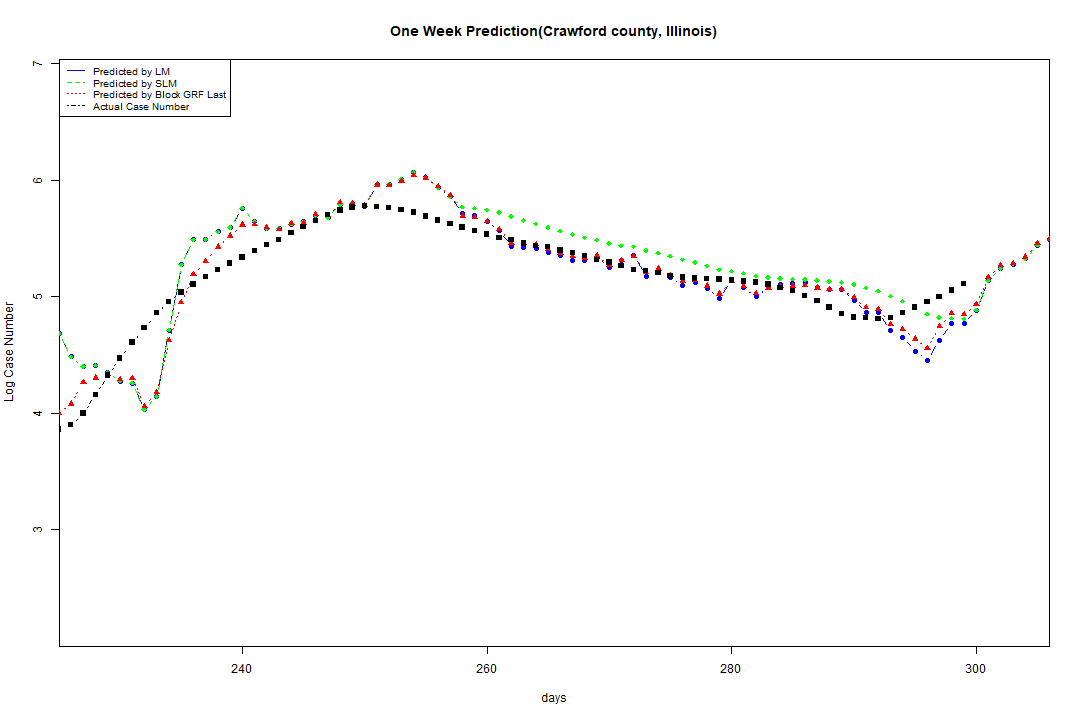 One Week Prediction(Crawford county, Illinois)
Predicted by LM
Predicted by SLM
Predicted by Block GRF Last
Actual Case Number
7
6
5
4
3
Log Case Number
240 260 280 300
days